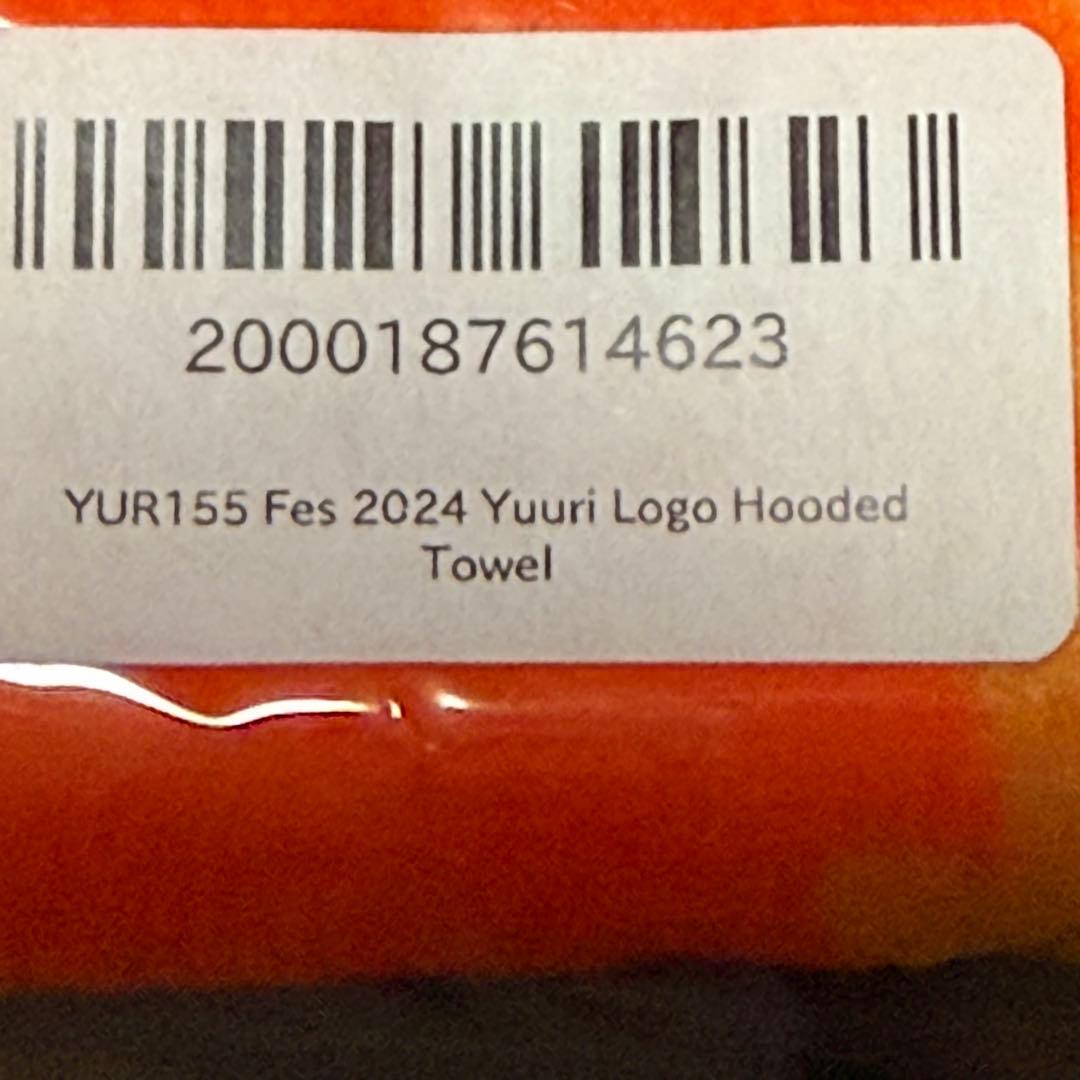 2000187614623
YUR155 Fes 2024 Yuuri Logo Hooded
Towel